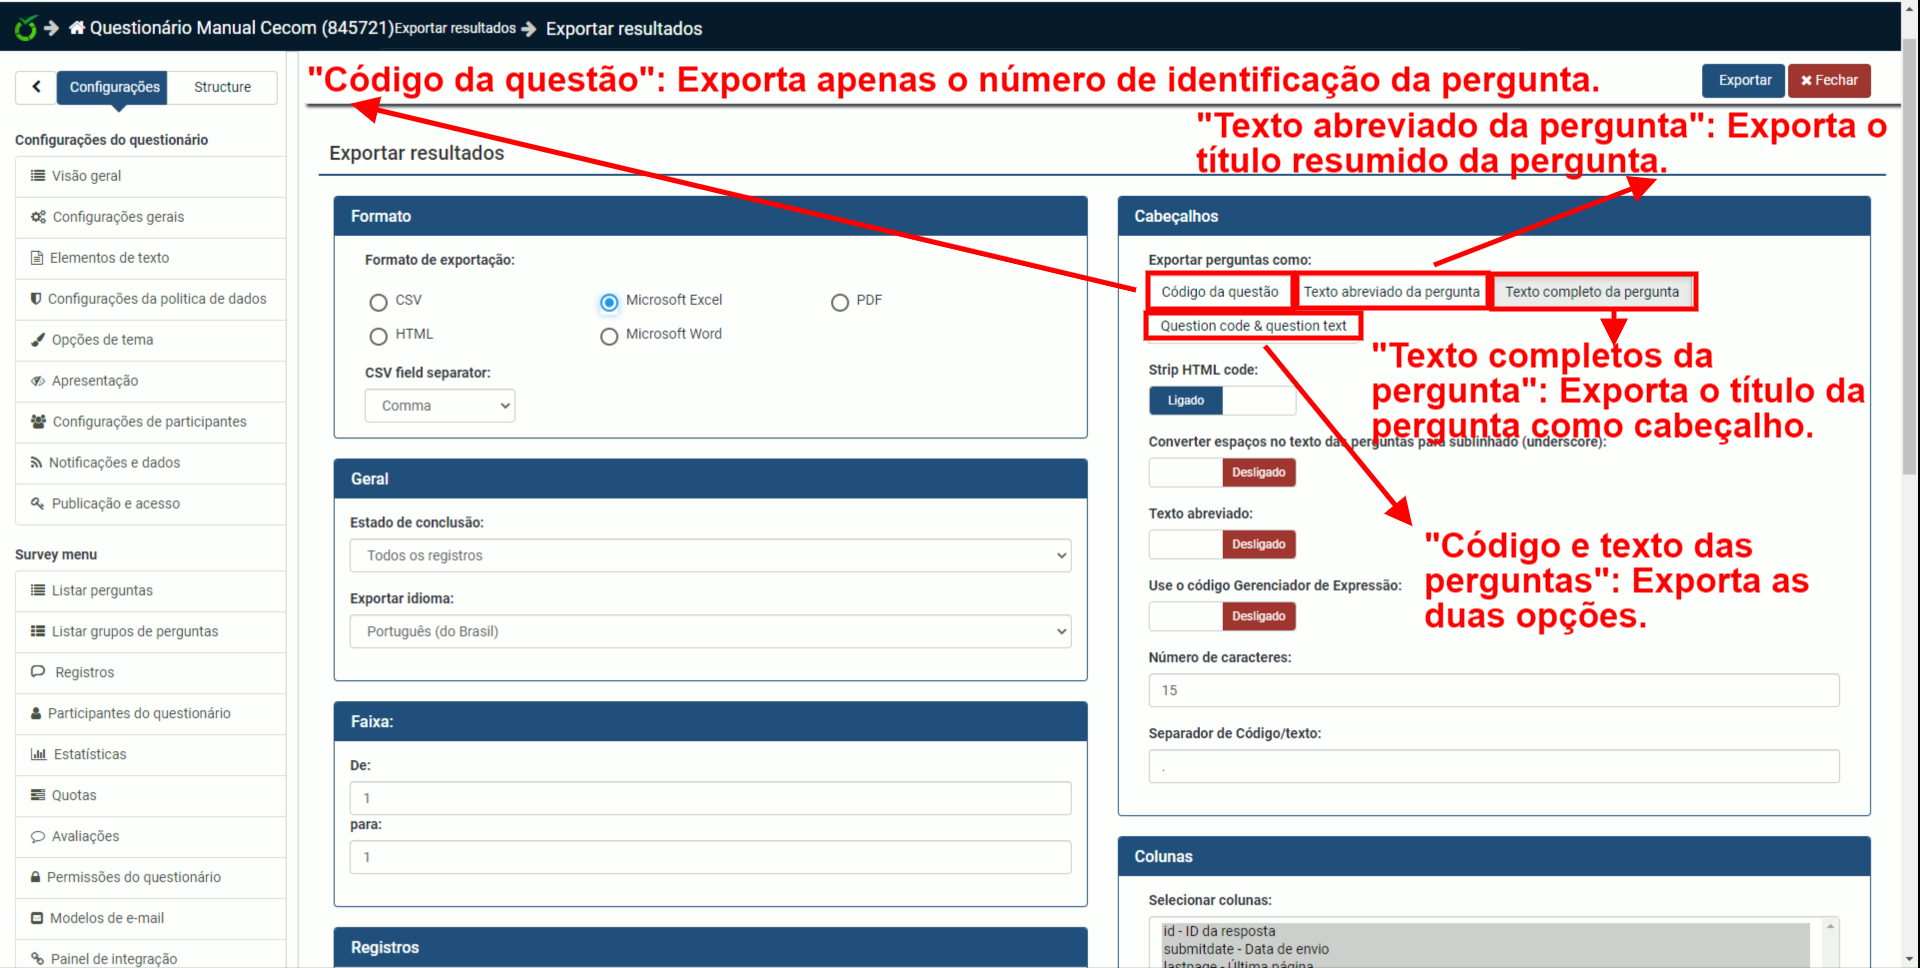 Questionário Manual Cecom (845721)Exportar resultados Exportar resultados
Configurações Structure
"Código da questão": Exporta apenas o número de identificação da pergunta.
Exportar Fechar
"Texto abreviado da pergunta": Exporta o
título resumido da pergunta.
Configurações do questionário
Visão geral
Configurações gerais
Elementos de texto
Configurações da politica de dados
Opções de tema
Apresentação
Configurações de participantes
Notificações e dados
Publicação e acesso
Survey menu
Listar perguntas
Listar grupos de perguntas
Registros
Participantes do questionário
Estatísticas
Quotas
Avaliações
Permissões do questionário
Modelos de e-mail
Painel de integração
Exportar resultados
Formato
Formato de exportação:
CSV Microsoft Excel PDF
HTML Microsoft Word
CSV field separator:
Comma
Geral
Estado de conclusão:
Todos os registros
Exportar idioma:
Português (do Brasil)
Faixa:
De:
1
para:
1
Registros
Cabeçalhos
Exportar perguntas como:
Código da questão Texto abreviado da pergunta Texto completo da pergunta
Question code & question text
"Texto completos da
pergunta": Exporta o título da
pergunta como cabeçalho.
Strip HTML code:
Ligado
Converter espaços no texto das perguntas para sublinhado (underscore):
Desligado
Texto abreviado:
Desligado
"Código e texto das
perguntas": Exporta as
duas opções.
Use o código Gerenciador de Expressão:
Desligado
Número de caracteres:
15
Separador de Código/texto:
.
Colunas
Selecionar colunas:
id - ID da resposta
submitdate - Data de envio
lastpage - Última página